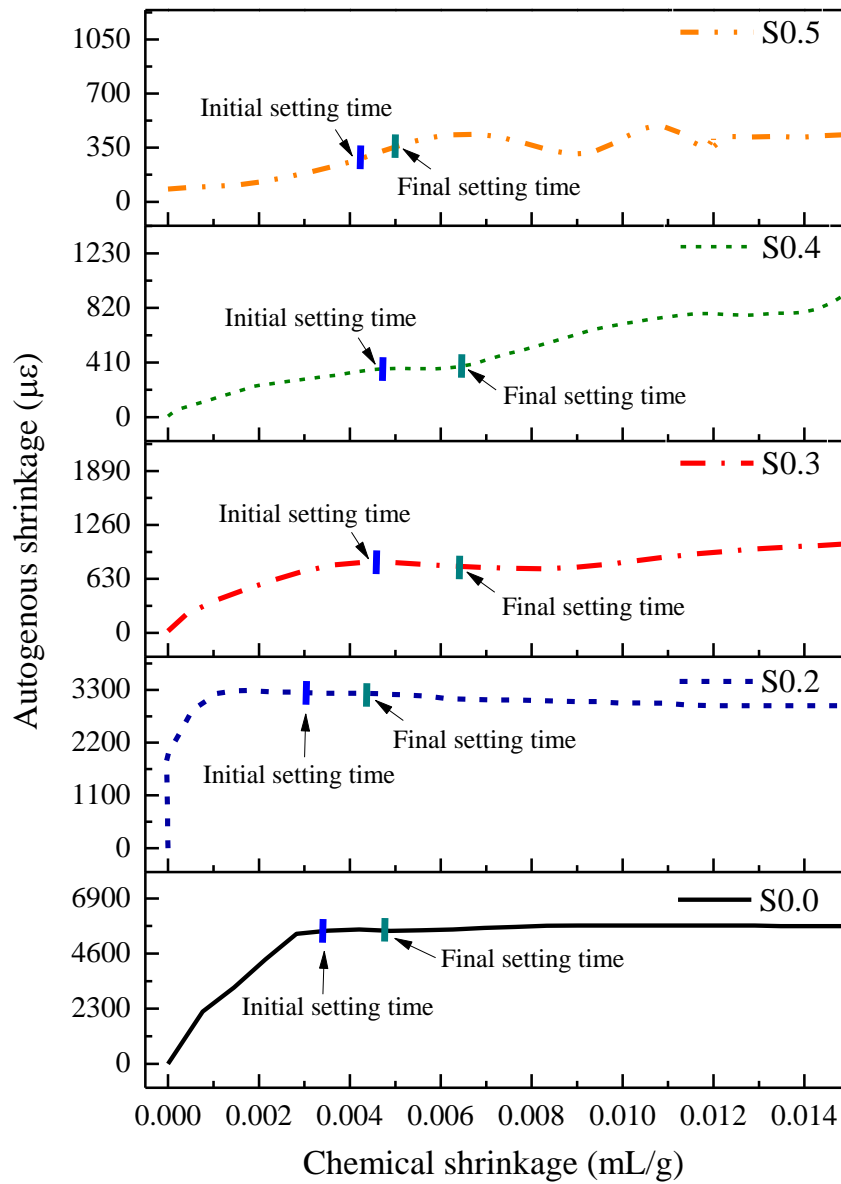 Autogenous shrinkage (με)
1050
700
350
0
S0.5
Initial setting time
Final setting time
1230
820
410
0
S0.4
Initial setting time
Final setting time
1890
1260
630
0
S0.3
Initial setting time
Final setting time
3300
2200
1100
0
S0.2
Final setting time
Initial setting time
6900
4600
2300
0
S0.0
Final setting time
Initial setting time
0.000 0.002 0.004 0.006 0.008 0.010 0.012 0.014
Chemical shrinkage (mL/g)